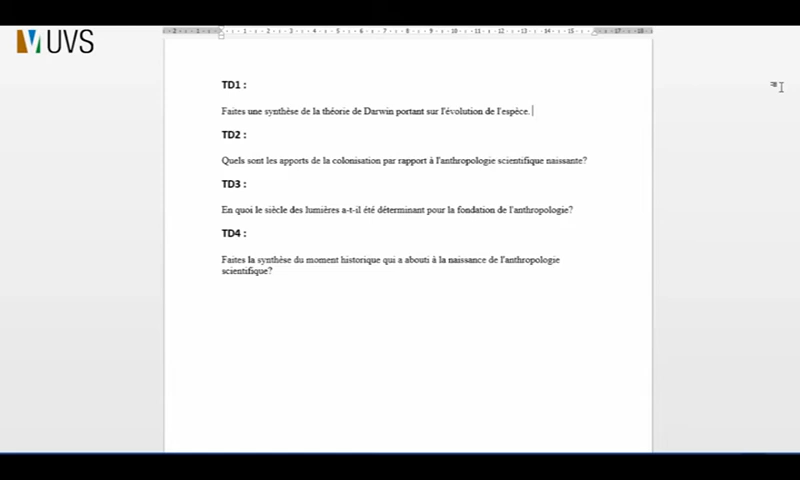 UVS
TD1 :
Faites une synthèse de la théorie de Darwin portant sur l'évolution de l'espèce.
TD2 :
Quels sont les apports de la colonisation par rapport à l'anthropologie scientifique naissante?
TD3 :
En quoi le siècle des lumières a-t-il été déterminant pour la fondation de l'anthropologie?
TD4 :
Faites la synthèse du moment historique qui a abouti à la naissance de l'anthropologie
scientifique?